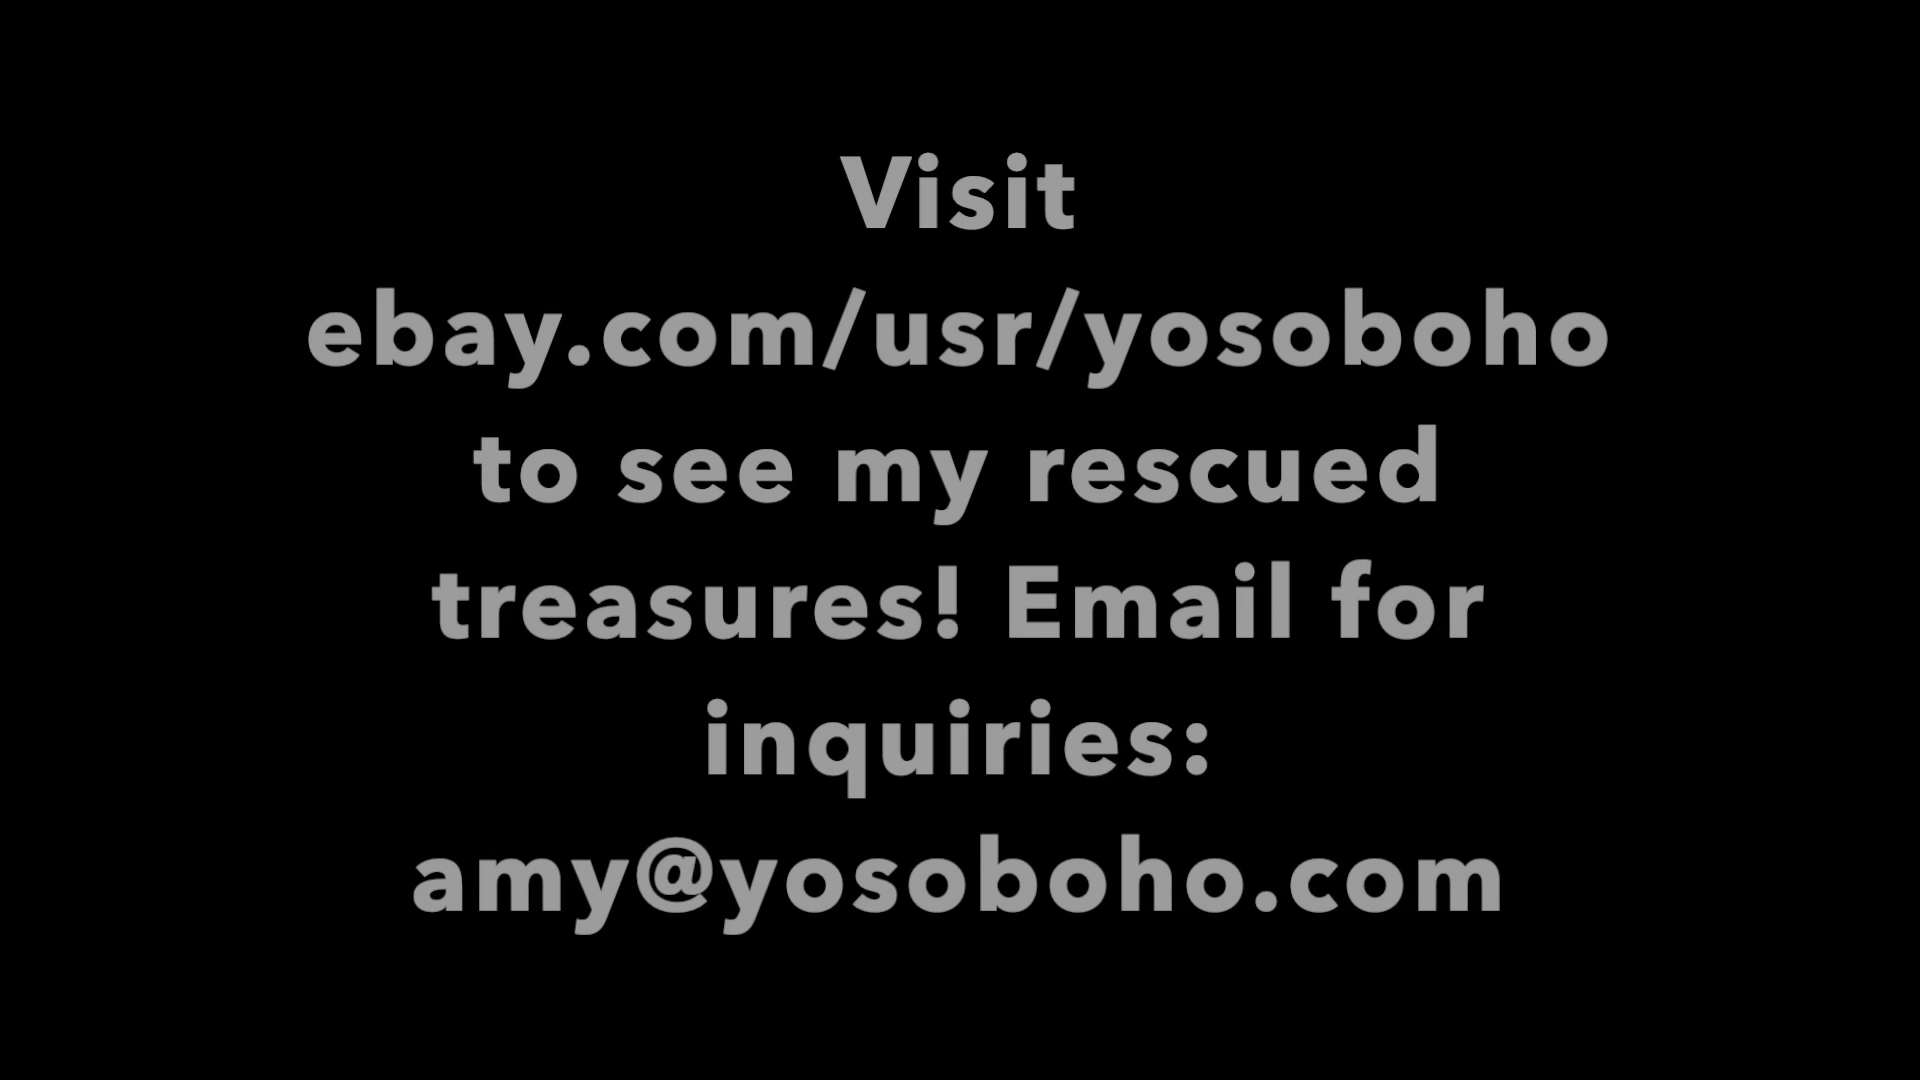 Visit
ebay.com/usr/yosoboho
to see my rescued
treasures! Email for
inquiries:
amy@yosoboho.com